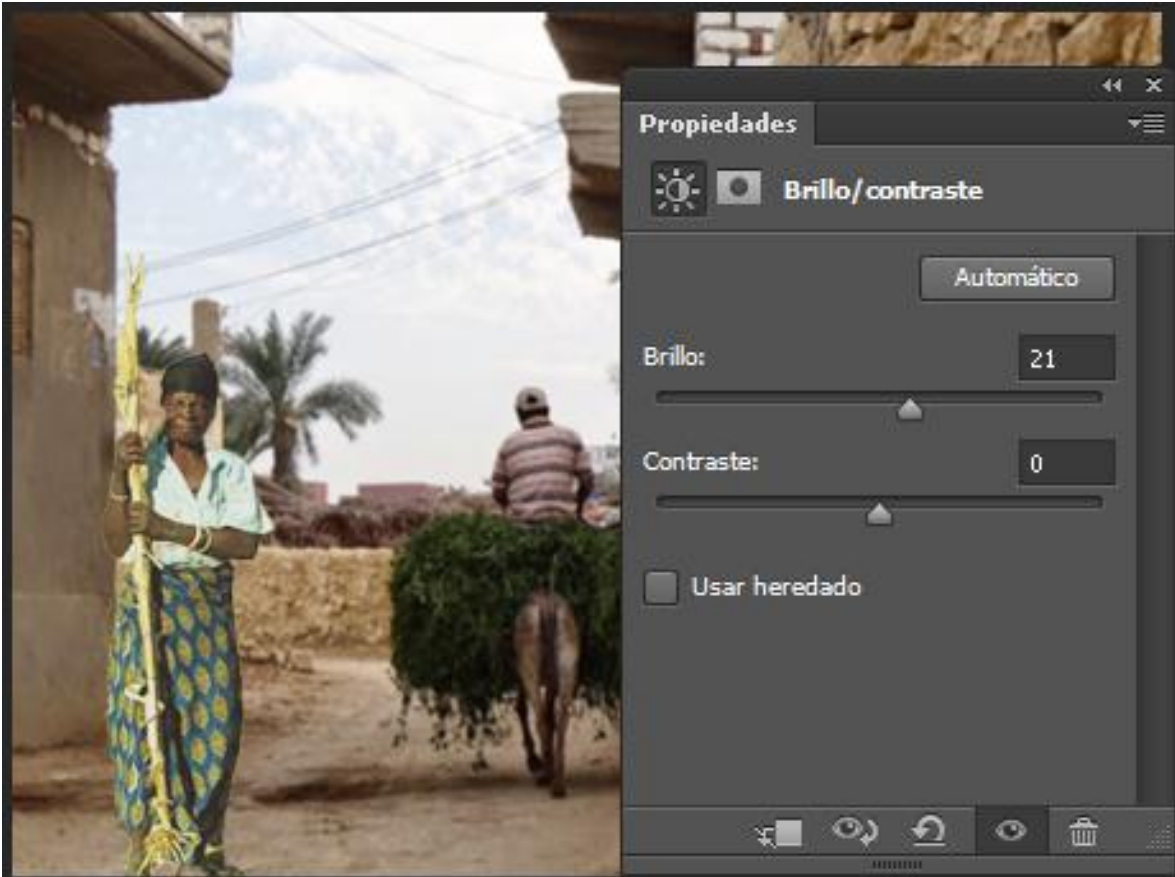 Propiedades
Brillo/contraste
Automático
Brillo: 21
Contraste: 0
Usar heredado